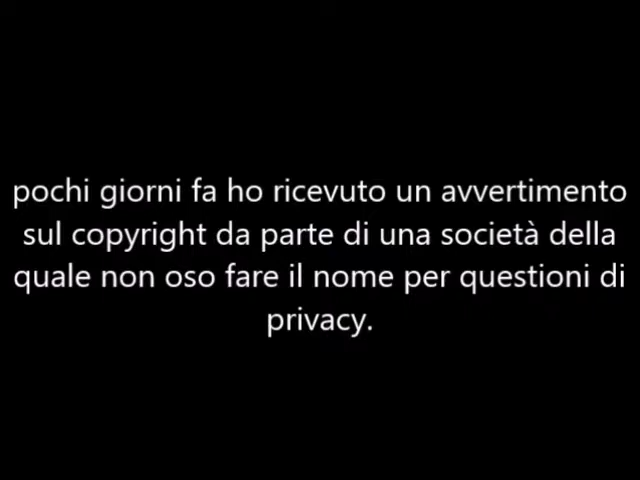 pochi giorni fa ho ricevuto un avvertimento
sul copyright da parte di una società della
quale non oso fare il nome per questioni di
privacy.